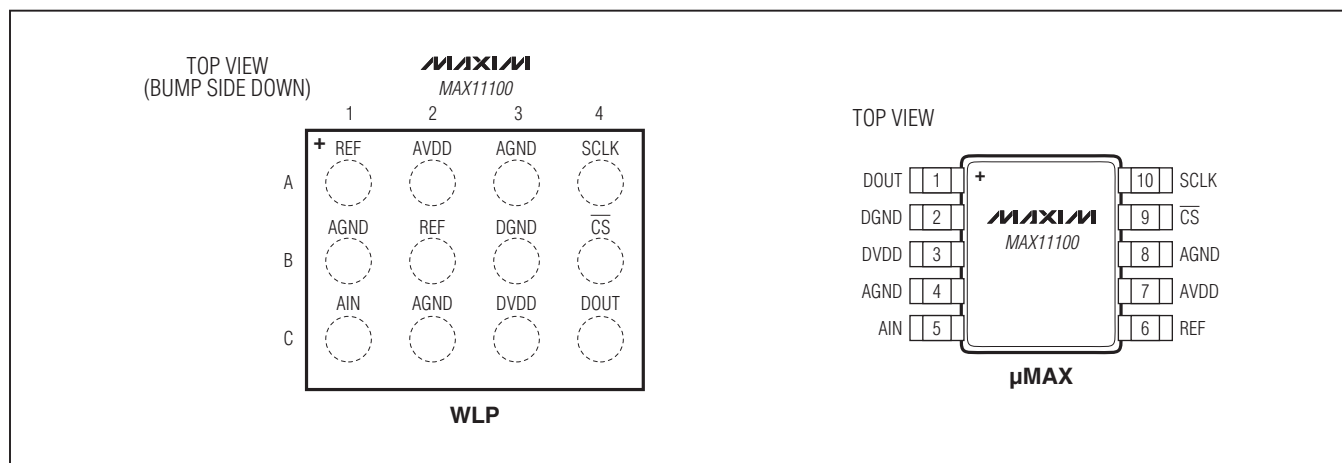 TOP VIEW
(BUMP SIDE DOWN)
MAXIM
MAX11100
1 2 3 4
+ REF AVDD AGND SCLK
A
AGND REF DGND C̅S̅
B
AIN AGND DVDD DOUT
C
WLP
TOP VIEW
+
MAXIM
MAX11100
DOUT 1 10 SCLK
DGND 2 9 C̅S̅
DVDD 3 8 AGND
AGND 4 7 AVDD
AIN 5 6 REF
µMAX